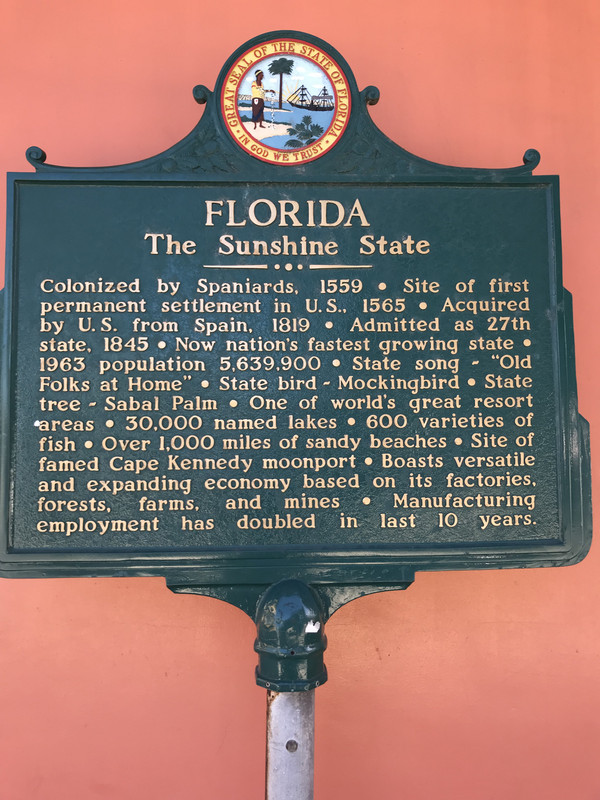 GREAT SEAL OF THE STATE OF FLORIDA
• IN GOD WE TRUST •
FLORIDA
The Sunshine State
Colonized by Spaniards, 1559 • Site of first
permanent settlement in U.S., 1565 • Acquired
by U.S. from Spain, 1819 • Admitted as 27th
state, 1845 • Now nation's fastest growing state •
1963 population 5,639,900 • State song - "Old
Folks at Home" • State bird - Mockingbird • State
tree - Sabal Palm • One of world's great resort
areas • 30,000 named lakes • 600 varieties of
fish • Over 1,000 miles of sandy beaches • Site of
famed Cape Kennedy moonport • Boasts versatile
and expanding economy based on its factories,
forests, farms, and mines • Manufacturing
employment has doubled in last 10 years.